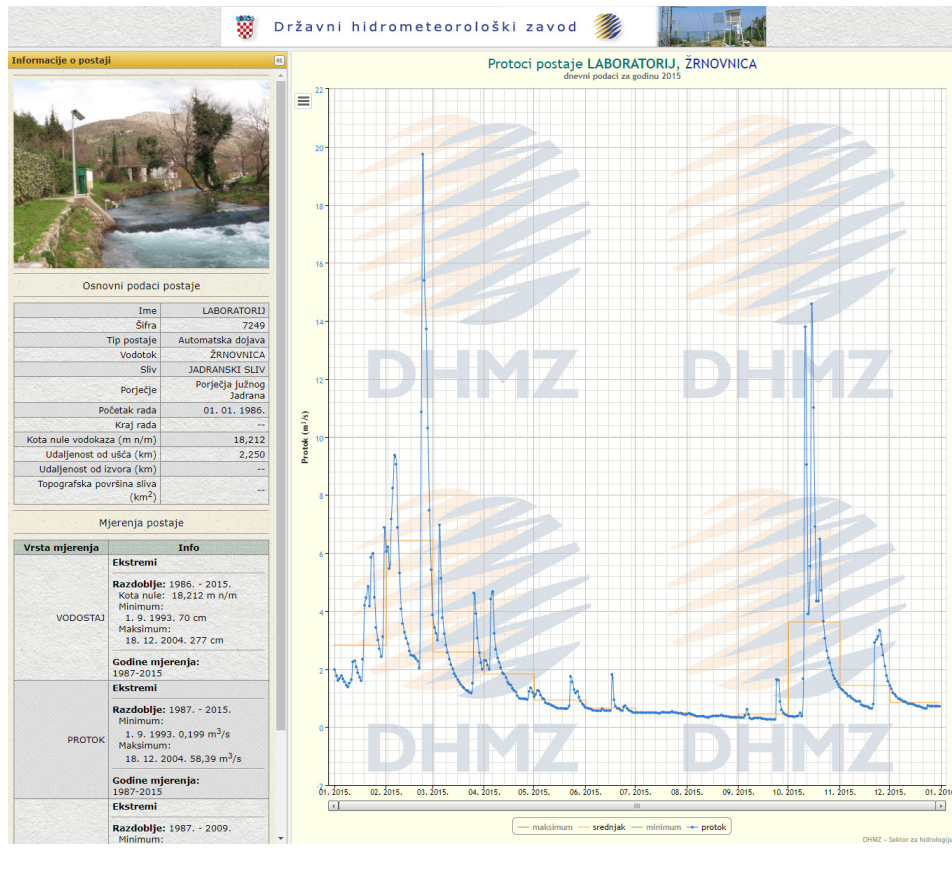 Državni hidrometeorološki zavod
Informacije o postaji
Osnovni podaci postaje
Ime LABORATORIJ
Šifra 7249
Tip postaje Automatska dojava
Vodotok ŽRNOVNICA
Sliv JADRANSKI SLIV
Porječje Porječja južnog
Jadrana
Početak rada 01. 01. 1986.
Kraj rada --
Kota nule vodokaza (m n/m) 18,212
Udaljenost od ušća (km) 2,250
Udaljenost od izvora (km) --
Topografska površina sliva
(km²) --
Mjerenja postaje
Vrsta mjerenja Info
VODOSTAJ
Ekstremi
Razdoblje: 1986. - 2015.
Kota nule: 18,212 m n/m
Minimum:
1. 9. 1993. 70 cm
Maksimum:
18. 12. 2004. 277 cm
Godine mjerenja:
1987-2015
PROTOK
Ekstremi
Razdoblje: 1987. - 2015.
Minimum:
1. 9. 1993. 0,199 m³/s
Maksimum:
18. 12. 2004. 58,39 m³/s
Godine mjerenja:
1987-2015
Ekstremi
Razdoblje: 1987. - 2009.
Minimum:
Protoci postaje LABORATORIJ, ŽRNOVNICA
dnevni podaci za godinu 2015
Protok (m³/s)
22
20
18
16
14
12
10
8
6
4
2
0
DHMZ DHMZ
DHMZ DHMZ
01. 2015. 02. 2015. 03. 2015. 04. 2015. 05. 2015. 06. 2015. 07. 2015. 08. 2015. 09. 2015. 10. 2015. 11. 2015. 12. 2015.
maksimum srednjak minimum protok
DHMZ – Sektor za hidrologiju